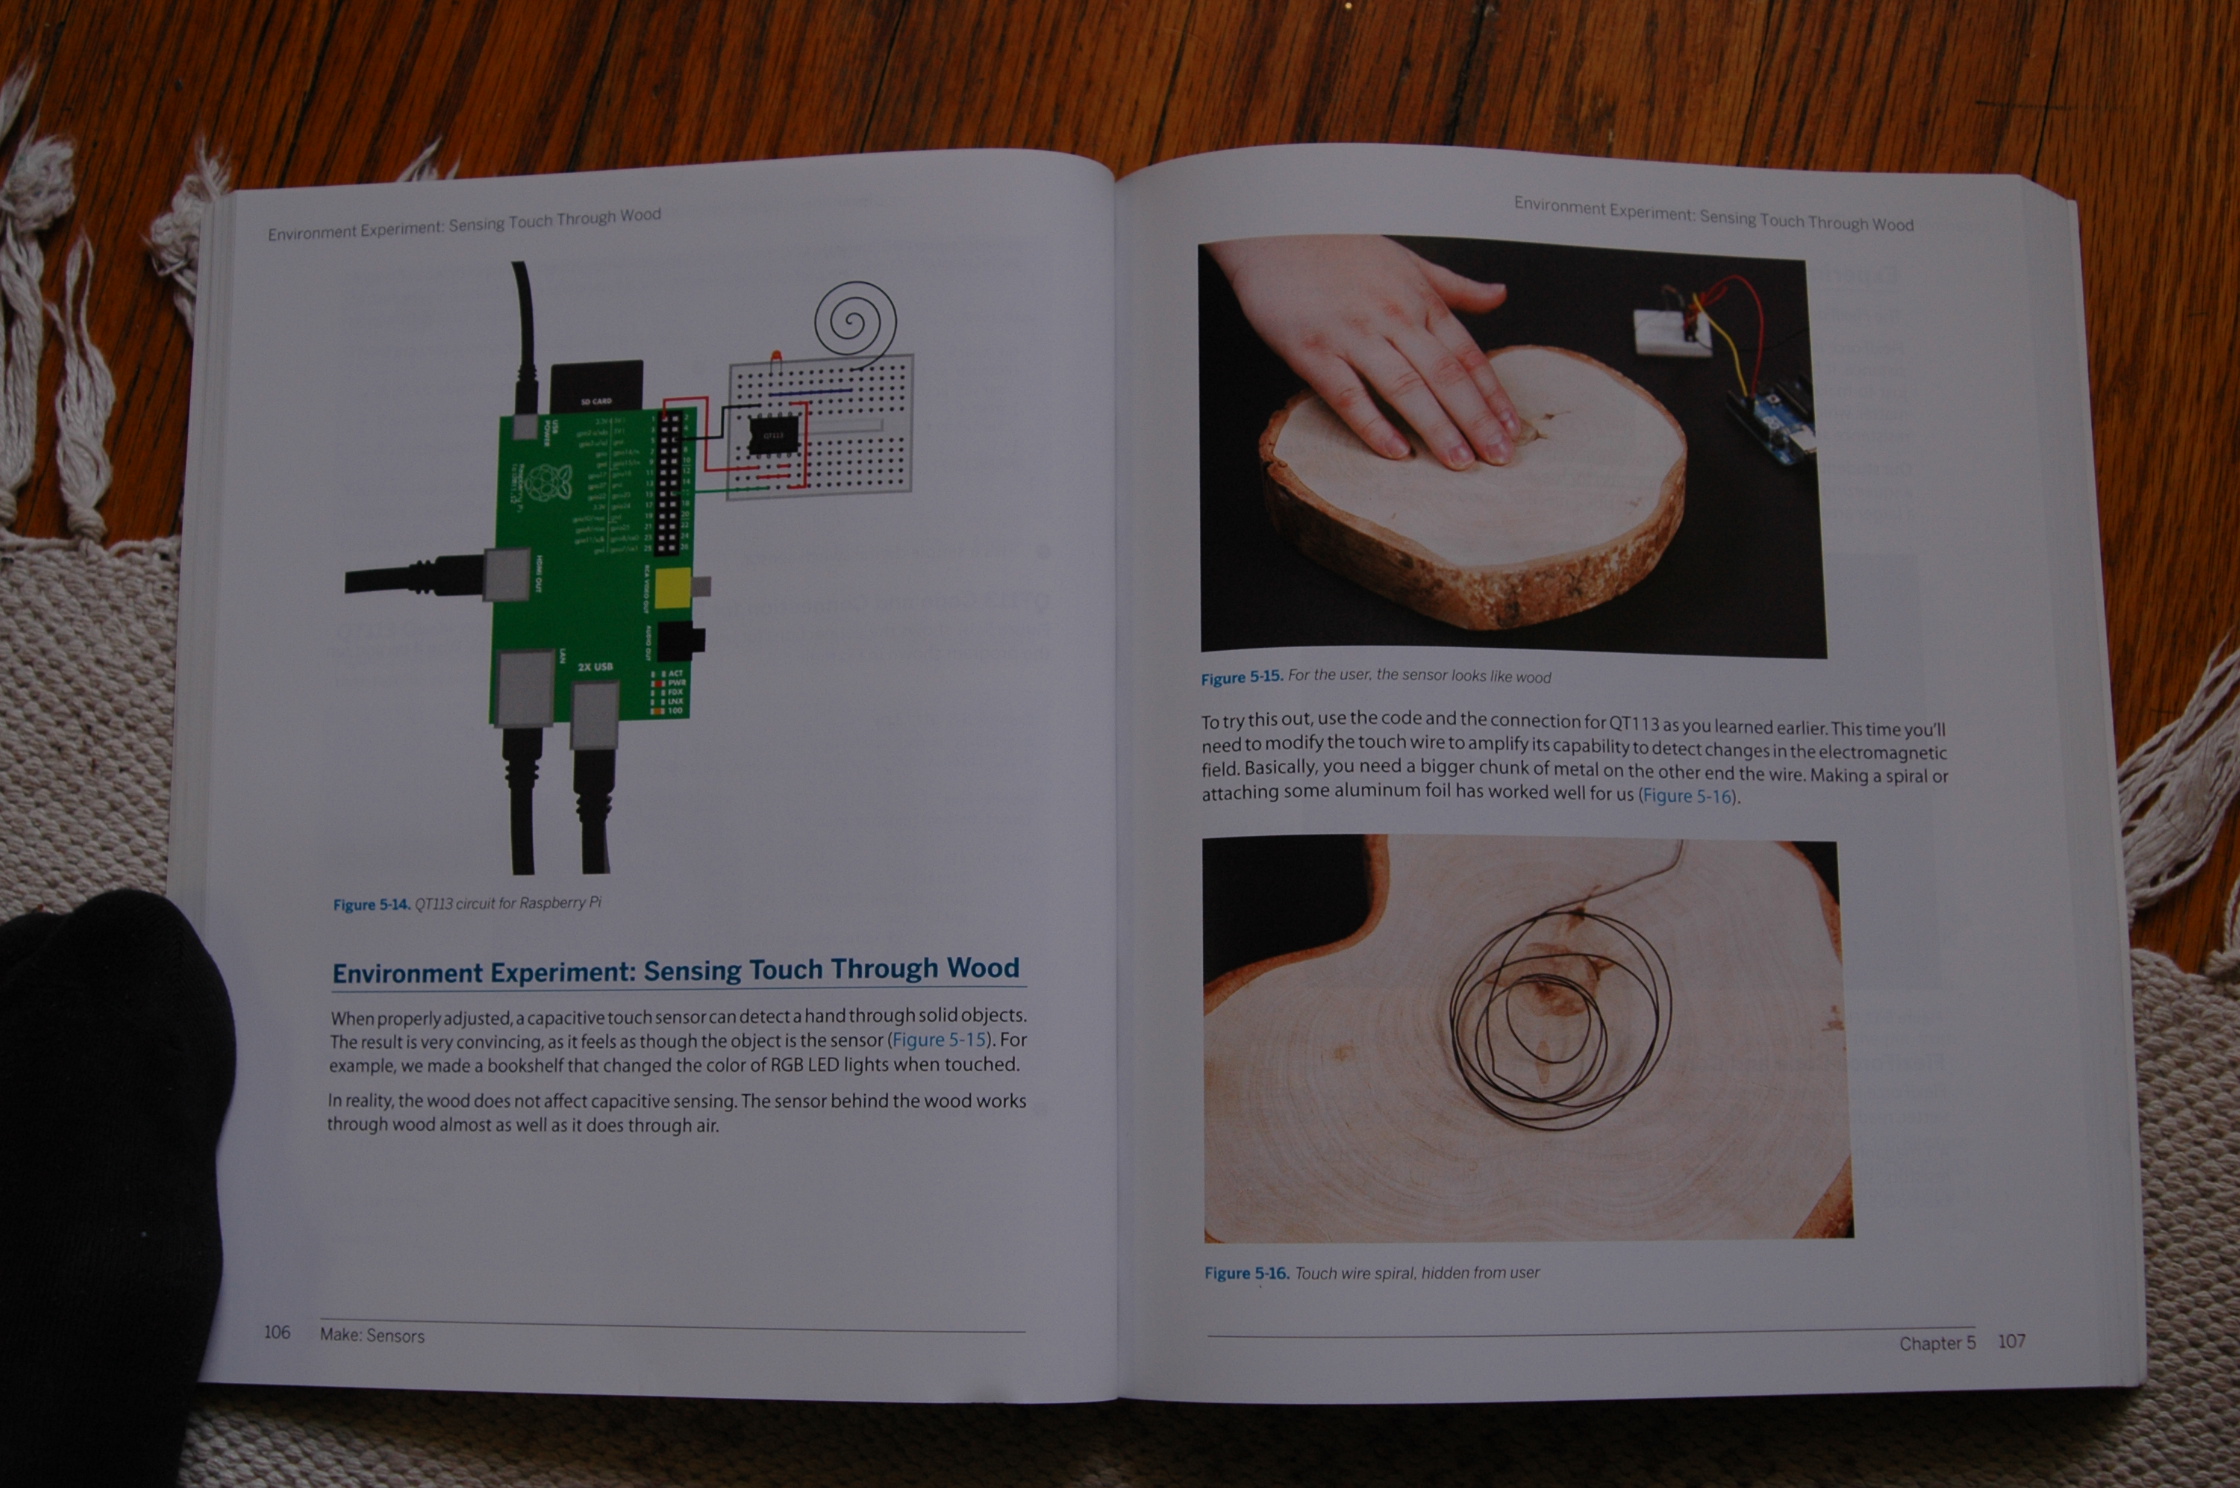 Environment Experiment: Sensing Touch Through Wood
SD CARD
USB
POWER
Raspberry Pi
QT113
HDMI OUT
RCA VIDEO OUT
AUDIO OUT
LAN
2X USB
ACT
PWR
FDX
LNX
100
Figure 5-14. QT113 circuit for Raspberry Pi
Environment Experiment: Sensing Touch Through Wood
When properly adjusted, a capacitive touch sensor can detect a hand through solid objects.
The result is very convincing, as it feels as though the object is the sensor (Figure 5-15). For
example, we made a bookshelf that changed the color of RGB LED lights when touched.
In reality, the wood does not affect capacitive sensing. The sensor behind the wood works
through wood almost as well as it does through air.
106 Make: Sensors
Environment Experiment: Sensing Touch Through Wood
Figure 5-15. For the user, the sensor looks like wood
To try this out, use the code and the connection for QT113 as you learned earlier. This time you'll
need to modify the touch wire to amplify its capability to detect changes in the electromagnetic
field. Basically, you need a bigger chunk of metal on the other end the wire. Making a spiral or
attaching some aluminum foil has worked well for us (Figure 5-16).
Figure 5-16. Touch wire spiral, hidden from user
Chapter 5 107